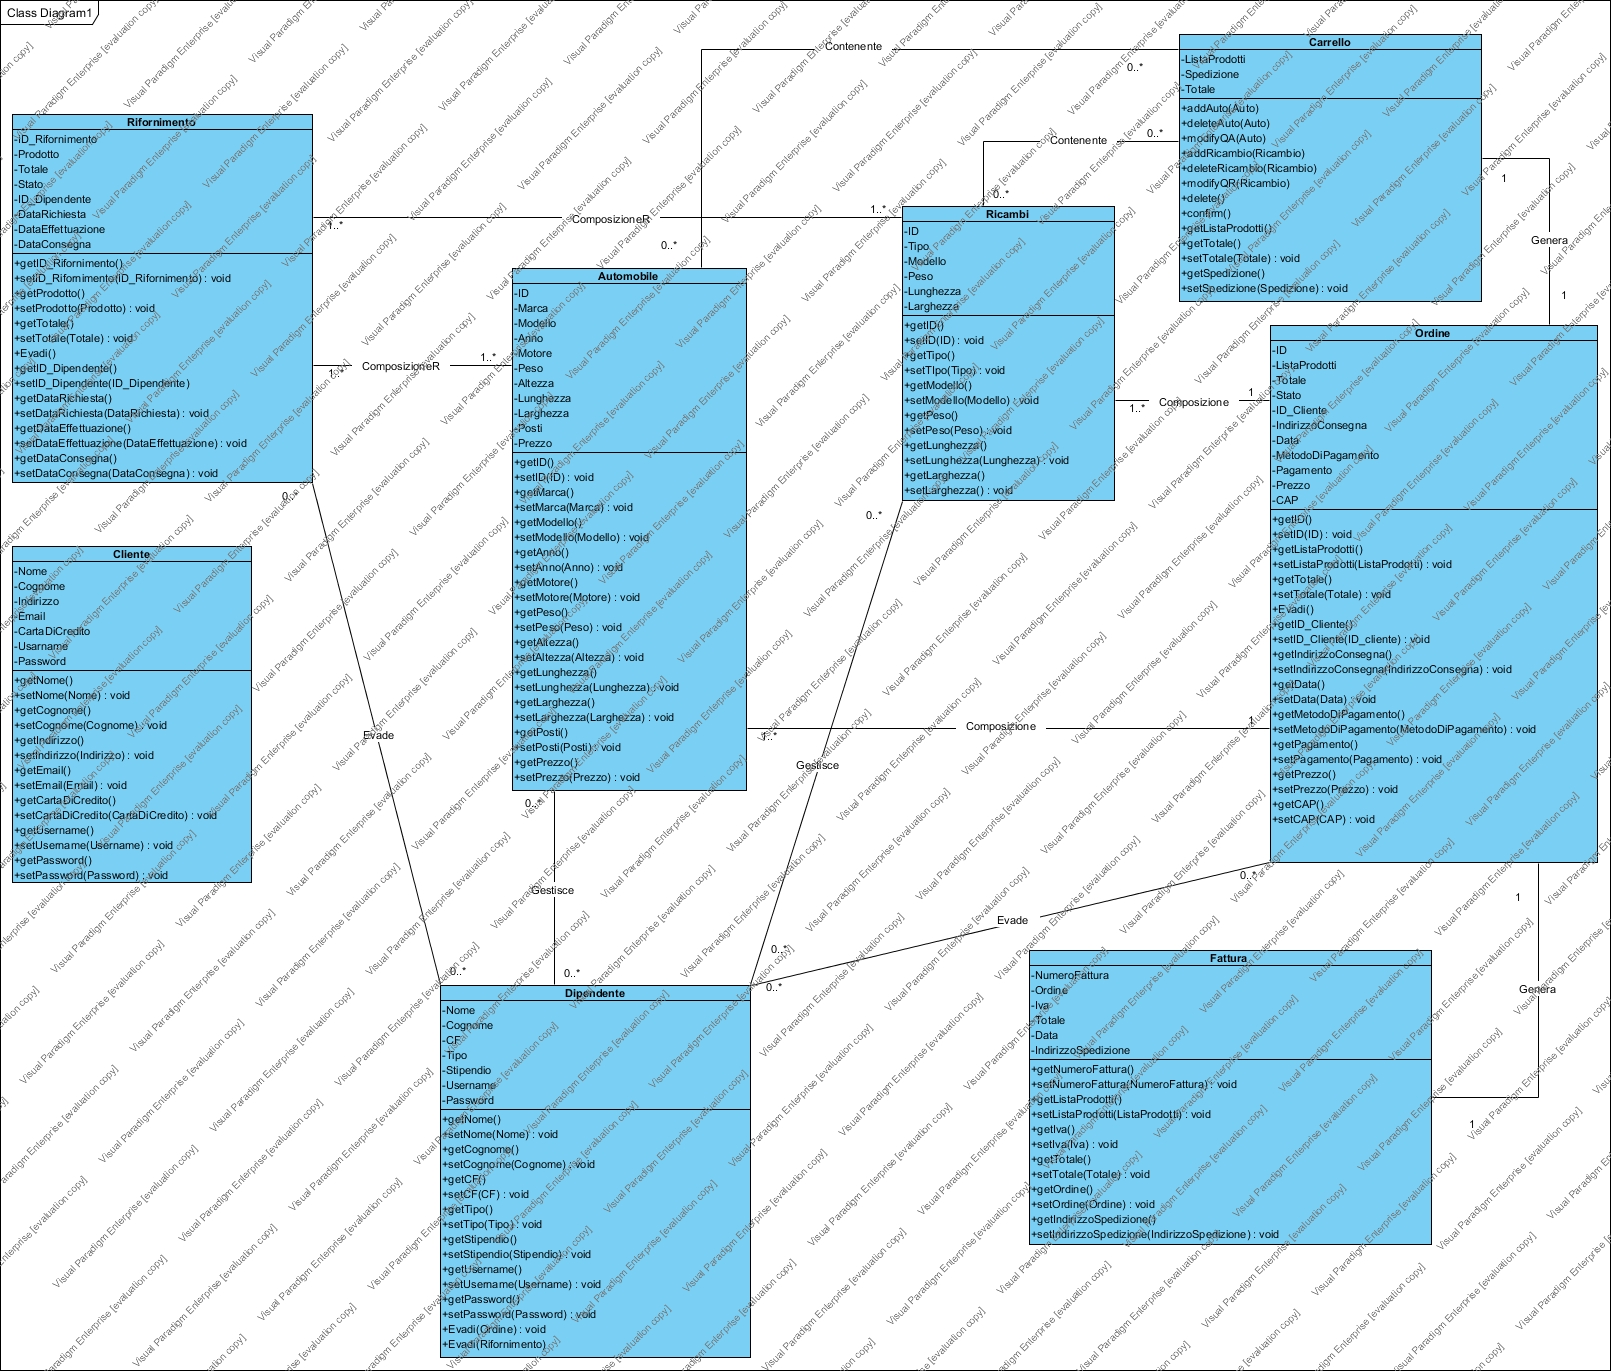 Class Diagram1
Rifornimento
-iD_Rifornimento
-Prodotto
-Totale
-Stato
-ID_Dipendente
-DataRichiesta
-DataEffettuazione
-DataConsegna
+getID_Rifornimento()
+setiD_Rifornimento(ID_Rifornimento) : void
+getProdotto()
+setProdotto(Prodotto) : void
+getTotale()
+setTotale(Totale) : void
+Evadi()
+getID_Dipendente()
+setID_Dipendente(ID_Dipendente)
+getDataRichiesta()
+setDataRichiesta(DataRichiesta) : void
+getDataEffettuazione()
+setDataEffettuazione(DataEffettuazione) : void
+getDataConsegna()
+setDataConsegna(DataConsegna) : void
Cliente
-Nome
-Cognome
-Indirizzo
-Email
-CartaDiCredito
-Usarname
-Password
+getNome()
+setNome(Nome) : void
+getCognome()
+setCognome(Cognome) : void
+getIndirizzo()
+setIndirizzo(Indirizzo) : void
+getEmail()
+setEmail(Email) : void
+getCartaDiCredito()
+setCartaDiCredito(CartaDiCredito) : void
+getUsername()
+setUsername(Username) : void
+getPassword()
+setPassword(Password) : void
Automobile
-ID
-Marca
-Modello
-Anno
-Motore
-Peso
-Altezza
-Lunghezza
-Larghezza
-Posti
-Prezzo
+getID()
+setID(ID) : void
+getMarca()
+setMarca(Marca) : void
+getModello()
+setModello(Modello) : void
+getAnno()
+setAnno(Anno) : void
+getMotore()
+setMotore(Motore) : void
+getPeso()
+setPeso(Peso) : void
+getAltezza()
+setAltezza(Altezza) : void
+getLunghezza()
+setLunghezza(Lunghezza) : void
+getLarghezza()
+setLarghezza(Larghezza) : void
+getPosti()
+setPosti(Posti) : void
+getPrezzo()
+setPrezzo(Prezzo) : void
Ricambi
-ID
-Tipo
-Modello
-Peso
-Lunghezza
-Larghezza
+getID()
+setID(ID) : void
+getTipo()
+setTIpo(Tipo) : void
+getModello()
+setModello(Modello) : void
+getPeso()
+setPeso(Peso) : void
+getLunghezza()
+setLunghezza(Lunghezza) : void
+getLarghezza()
+setLarghezza() : void
Carrello
-ListaProdotti
-Spedizione
-Totale
+addAuto(Auto)
+deleteAuto(Auto)
+modifyQA(Auto)
+addRicambio(Ricambio)
+deleteRicambio(Ricambio)
+modifyQR(Ricambio)
+delete()
+confirm()
+getListaProdotti()
+getTotale()
+setTotale(Totale) : void
+getSpedizione()
+setSpedizione(Spedizione) : void
Ordine
-ID
-ListaProdotti
-Totale
-Stato
-ID_Cliente
-IndirizzoConsegna
-Data
-MetodoDiPagamento
-Pagamento
-Prezzo
-CAP
+getID()
+setID(ID) : void
+getListaProdotti()
+setListaProdotti(ListaProdotti) : void
+getTotale()
+setTotale(Totale) : void
+Evadi()
+getID_Cliente()
+setID_Cliente(ID_cliente) : void
+getIndirizzoConsegna()
+setIndirizzoConsegna(IndirizzoConsegna) : void
+getData()
+setData(Data) : void
+getMetodoDiPagamento()
+setMetodoDiPagamento(MetodoDiPagamento) : void
+getPagamento()
+setPagamento(Pagamento) : void
+getPrezzo()
+setPrezzo(Prezzo) : void
+getCAP()
+setCAP(CAP) : void
Dipendente
-Nome
-Cognome
-CF
-Tipo
-Stipendio
-Username
-Password
+getNome()
+setNome(Nome) : void
+getCognome()
+setCognome(Cognome) : void
+getCF()
+setCF(CF) : void
+getTipo()
+setTipo(Tipo) : void
+getStipendio()
+setStipendio(Stipendio) : void
+getUsername()
+setUsername(Username) : void
+getPassword()
+setPassword(Password) : void
+Evadi(Ordine) : void
+Evadi(Rifornimento)
Fattura
-NumeroFattura
-Ordine
-Iva
-Totale
-Data
-IndirizzoSpedizione
+getNumeroFattura()
+setNumeroFattura(NumeroFattura) : void
+getListaProdotti()
+setListaProdotti(ListaProdotti) : void
+getIva()
+setIva(Iva) : void
+getTotale()
+setTotale(Totale) : void
+getOrdine()
+setOrdine(Ordine) : void
+getIndirizzoSpedizione()
+setIndirizzoSpedizione(IndirizzoSpedizione) : void
Contenente
0..*
0..*
Contenente
0..*
0..*
ComposizioneR
1..*
1..*
ComposizioneR
1..*
1..*
Composizione
1..*
1
Composizione
1..*
1
Genera
1
1
Genera
1
1
Evade
0..*
0..*
Gestisce
0..*
0..*
Gestisce
0..*
0..*
Evade
0..*
0..*
Visual Paradigm Enterprise [evaluation copy]